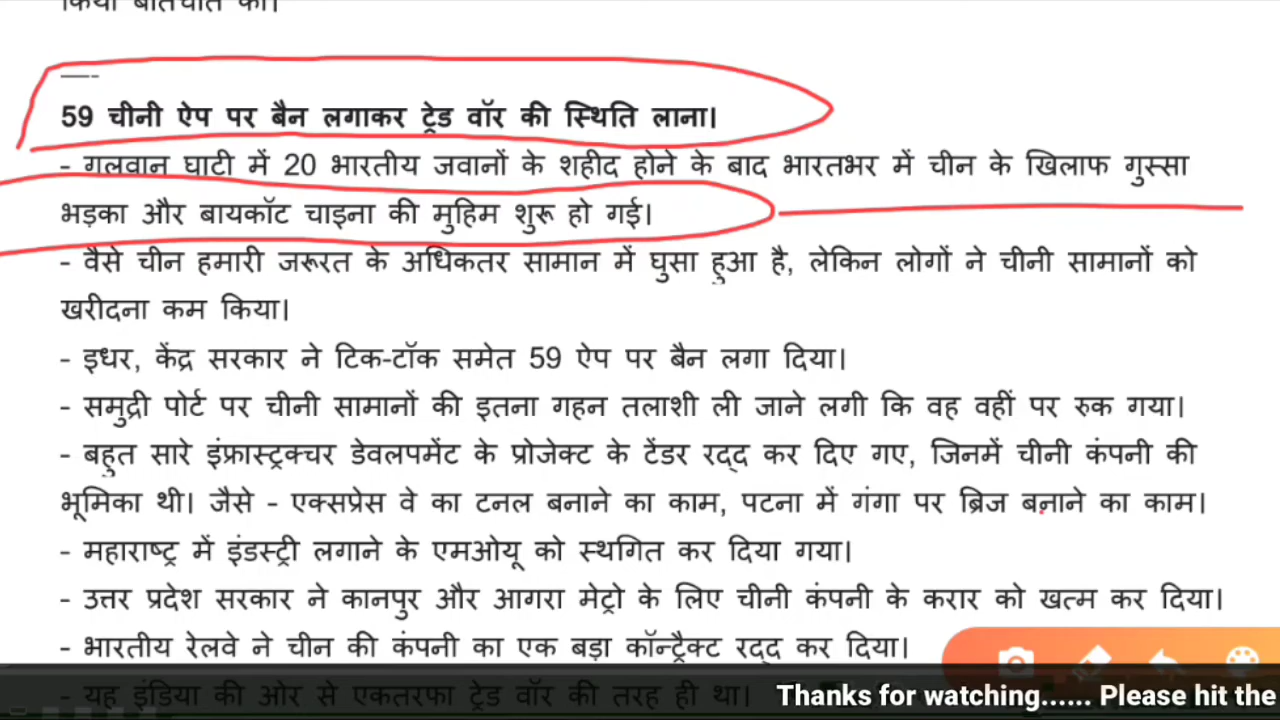 किया बातचीत की।
—-
59 चीनी ऐप पर बैन लगाकर ट्रेड वॉर की स्थिति लाना।
- गलवान घाटी में 20 भारतीय जवानों के शहीद होने के बाद भारतभर में चीन के खिलाफ गुस्सा
भड़का और बायकॉट चाइना की मुहिम शुरू हो गई।
- वैसे चीन हमारी जरूरत के अधिकतर सामान में घुसा हुआ है, लेकिन लोगों ने चीनी सामानों को
खरीदना कम किया।
- इधर, केंद्र सरकार ने टिक-टॉक समेत 59 ऐप पर बैन लगा दिया।
- समुद्री पोर्ट पर चीनी सामानों की इतना गहन तलाशी ली जाने लगी कि वह वहीं पर रुक गया।
- बहुत सारे इंफ्रास्ट्रक्चर डेवलपमेंट के प्रोजेक्ट के टेंडर रद्द कर दिए गए, जिनमें चीनी कंपनी की
भूमिका थी। जैसे - एक्सप्रेस वे का टनल बनाने का काम, पटना में गंगा पर ब्रिज बनाने का काम।
- महाराष्ट्र में इंडस्ट्री लगाने के एमओयू को स्थगित कर दिया गया।
- उत्तर प्रदेश सरकार ने कानपुर और आगरा मेट्रो के लिए चीनी कंपनी के करार को खत्म कर दिया।
- भारतीय रेलवे ने चीन की कंपनी का एक बड़ा कॉन्ट्रैक्ट रद्द कर दिया।
- यह इंडिया की ओर से एकतरफा ट्रेड वॉर की तरह ही था।
Thanks for watching...... Please hit the